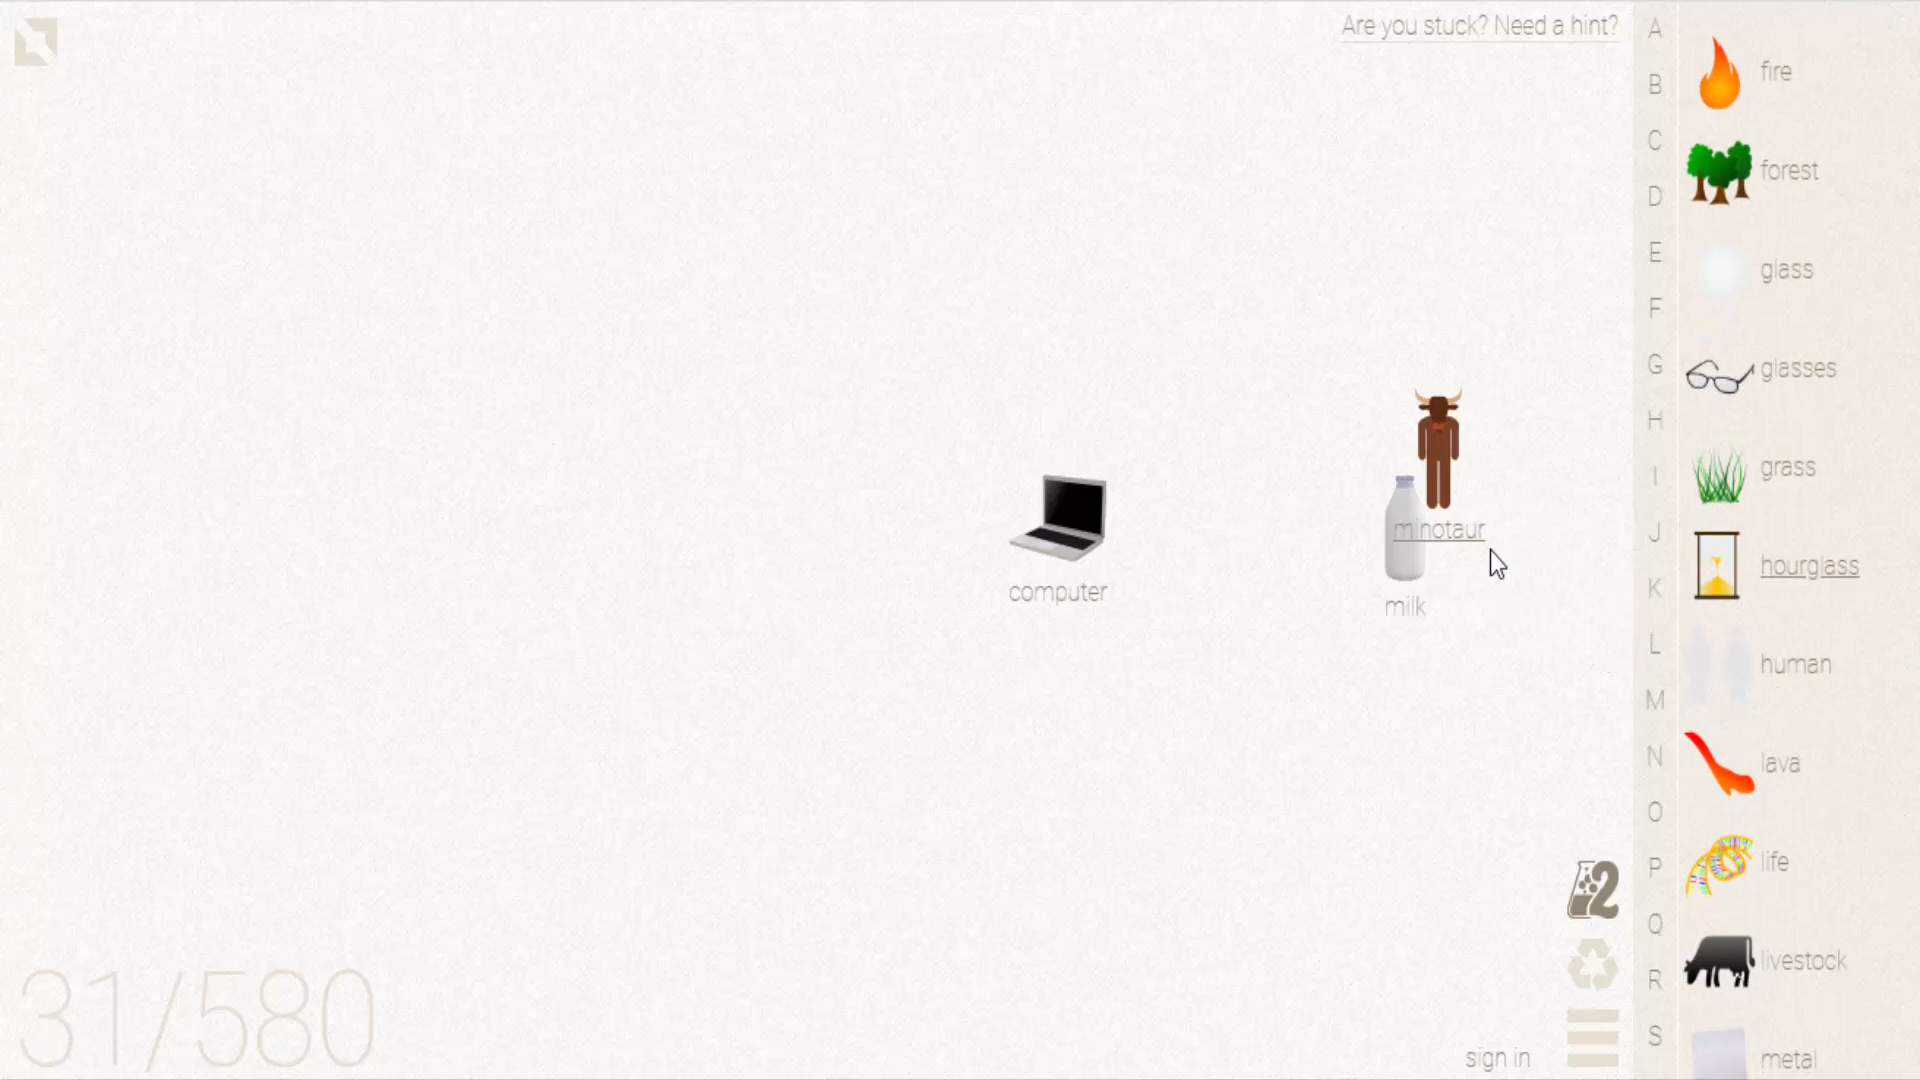 Are you stuck? Need a hint?
A
B
C
D
E
F
G
H
I
J
K
L
M
N
O
P
Q
R
S
fire
forest
glass
glasses
grass
hourglass
human
lava
life
livestock
metal
minotaur
computer
milk
2
31/580
sign in